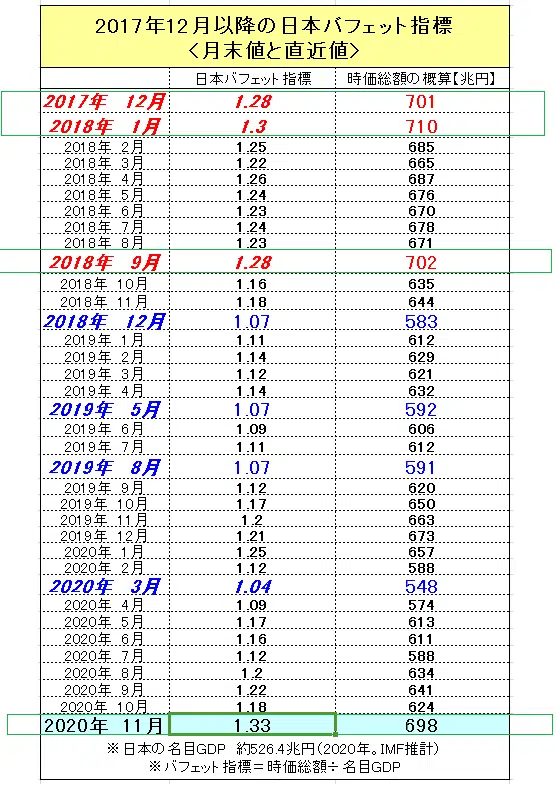 2017年12月以降の日本バフェット指標
<月末値と直近値>
日本バフェット指標 時価総額の概算【兆円】
2017年 12月 1.28 701
2018年 1月 1.3 710
2018年 2月 1.25 685
2018年 3月 1.22 665
2018年 4月 1.26 687
2018年 5月 1.24 676
2018年 6月 1.23 670
2018年 7月 1.24 678
2018年 8月 1.23 671
2018年 9月 1.28 702
2018年 10月 1.16 635
2018年 11月 1.18 644
2018年 12月 1.07 583
2019年 1月 1.11 612
2019年 2月 1.14 629
2019年 3月 1.12 621
2019年 4月 1.14 632
2019年 5月 1.07 592
2019年 6月 1.09 606
2019年 7月 1.11 612
2019年 8月 1.07 591
2019年 9月 1.12 620
2019年 10月 1.17 650
2019年 11月 1.2 663
2019年 12月 1.21 673
2020年 1月 1.25 657
2020年 2月 1.12 588
2020年 3月 1.04 548
2020年 4月 1.09 574
2020年 5月 1.17 613
2020年 6月 1.16 611
2020年 7月 1.12 588
2020年 8月 1.2 634
2020年 9月 1.22 641
2020年 10月 1.18 624
2020年 11月 1.33 698
※日本の名目GDP 約526.4兆円(2020年。IMF推計)
※バフェット指標=時価総額÷名目GDP